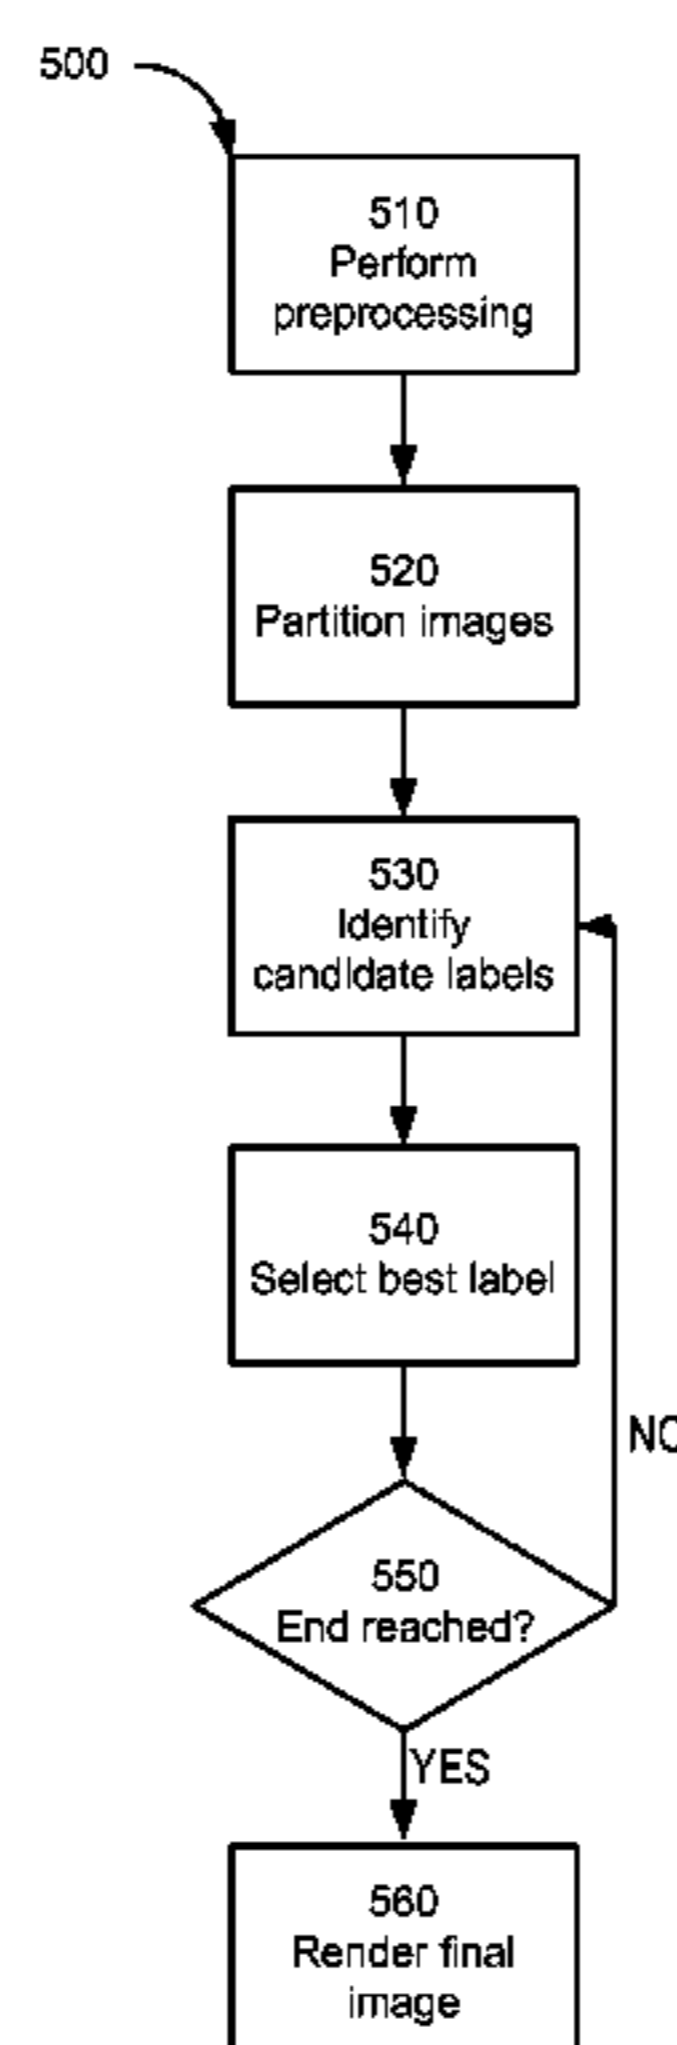 500
510
Perform
preprocessing
520
Partition images
530
Identify
candidate labels
540
Select best label
NO
550
End reached?
YES
560
Render final
image